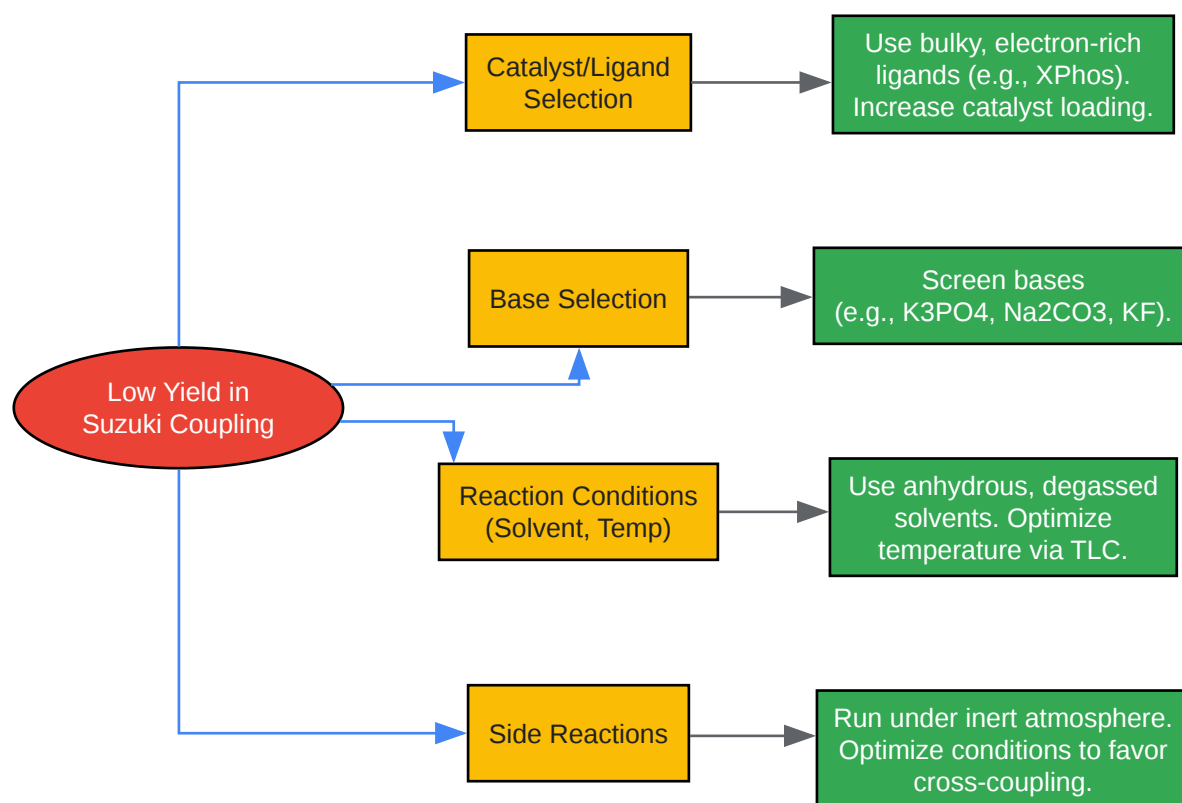 Low Yield in
Suzuki Coupling
Catalyst/Ligand
Selection
Use bulky, electron-rich
ligands (e.g., XPhos).
Increase catalyst loading.
Base Selection
Screen bases
(e.g., K3PO4, Na2CO3, KF).
Reaction Conditions
(Solvent, Temp)
Use anhydrous, degassed
solvents. Optimize
temperature via TLC.
Side Reactions
Run under inert atmosphere.
Optimize conditions to favor
cross-coupling.